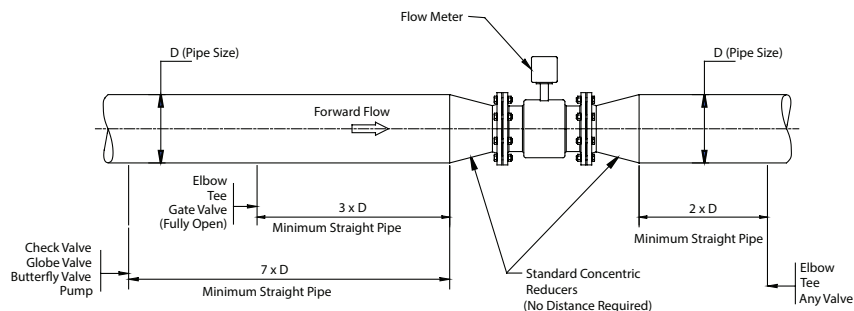 Flow Meter
D (Pipe Size)
D (Pipe Size)
Forward Flow
Elbow
Tee
Gate Valve
(Fully Open)
3 x D
Minimum Straight Pipe
2 x D
Minimum Straight Pipe
Check Valve
Globe Valve
Butterfly Valve
Pump
7 x D
Minimum Straight Pipe
Standard Concentric
Reducers
(No Distance Required)
Elbow
Tee
Any Valve